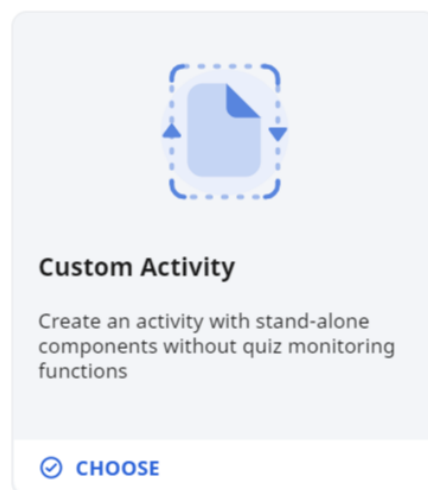 Custom Activity
Create an activity with stand-alone
components without quiz monitoring
functions
CHOOSE